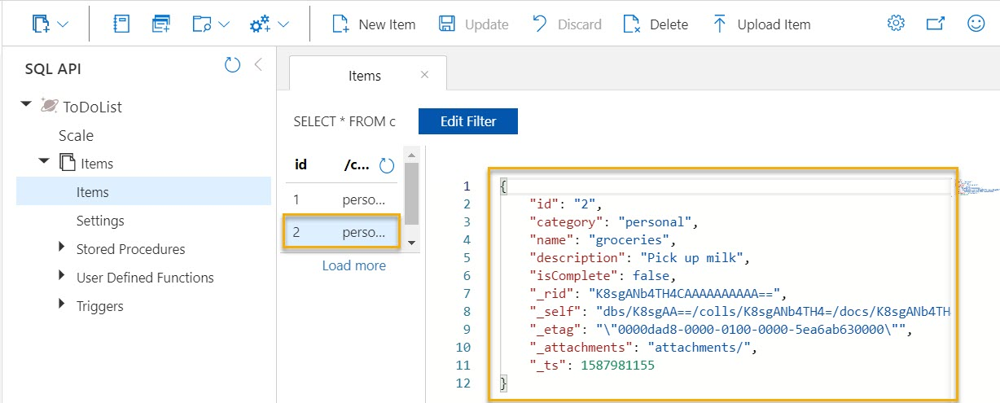 New Item Update Discard Delete Upload Item
SQL API
ToDoList
Scale
Items
Items
Settings
Stored Procedures
User Defined Functions
Triggers
Items
SELECT * FROM c Edit Filter
id /c...
1 perso...
2 perso...
Load more
1 {
2 "id": "2",
3 "category": "personal",
4 "name": "groceries",
5 "description": "Pick up milk",
6 "isComplete": false,
7 "_rid": "K8sgANb4TH4CAAAAAAAAAA==",
8 "_self": "dbs/K8sgAA==/colls/K8sgANb4TH4=/docs/K8sgANb4TH
9 "_etag": "\"0000dad8-0000-0100-0000-5ea6ab630000\"",
10 "_attachments": "attachments/",
11 "_ts": 1587981155
12 }